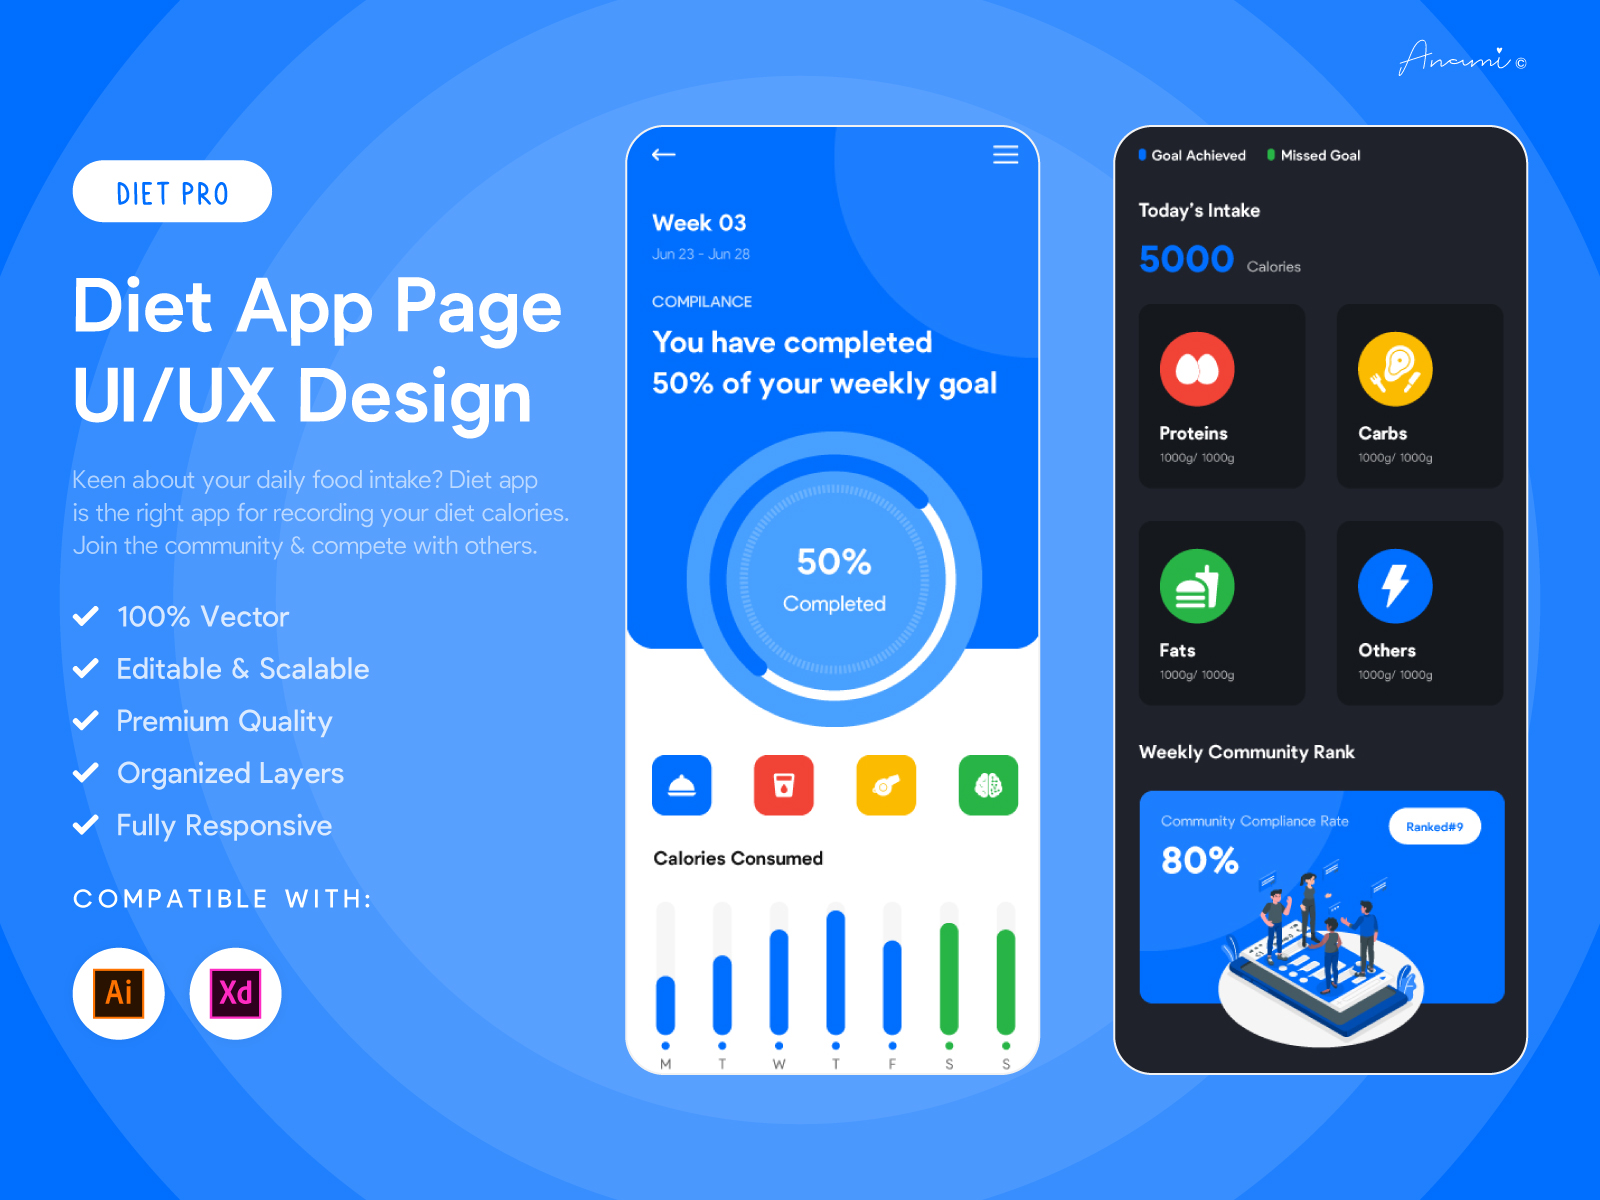 Anumi ©
DIET PRO
Diet App Page
UI/UX Design
Keen about your daily food intake? Diet app
is the right app for recording your diet calories.
Join the community & compete with others.
100% Vector
Editable & Scalable
Premium Quality
Organized Layers
Fully Responsive
COMPATIBLE WITH:
Ai Xd
Week 03
Jun 23 - Jun 28
COMPILANCE
You have completed
50% of your weekly goal
50%
Completed
Calories Consumed
M T W T F S S
Goal Achieved Missed Goal
Today's Intake
5000 Calories
Proteins
1000g/ 1000g
Carbs
1000g/ 1000g
Fats
1000g/ 1000g
Others
1000g/ 1000g
Weekly Community Rank
Community Compliance Rate
Ranked#9
80%